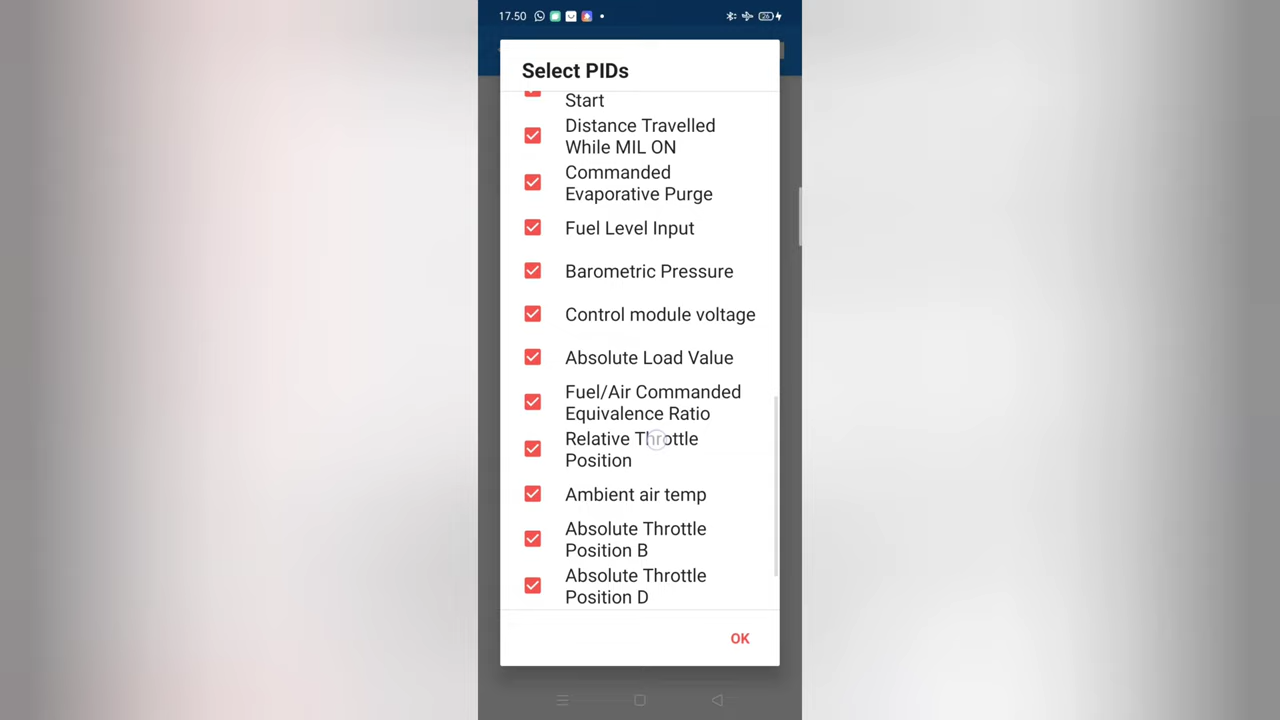 17.50
26
Select PIDs
Start
Distance Travelled
While MIL ON
Commanded
Evaporative Purge
Fuel Level Input
Barometric Pressure
Control module voltage
Absolute Load Value
Fuel/Air Commanded
Equivalence Ratio
Relative Throttle
Position
Ambient air temp
Absolute Throttle
Position B
Absolute Throttle
Position D
OK